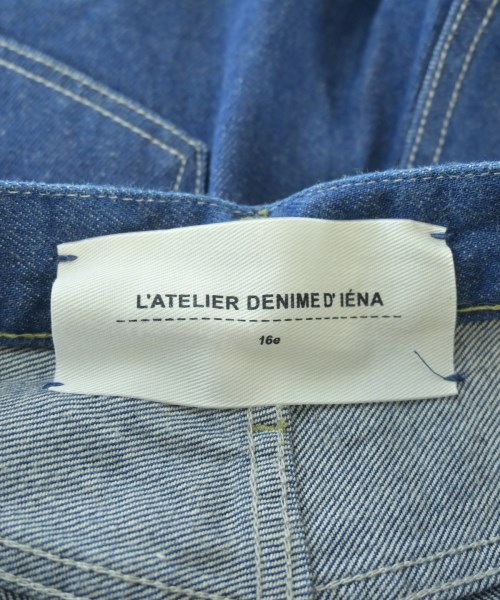 L'ATELIER DENIME D' IÉNA
16e